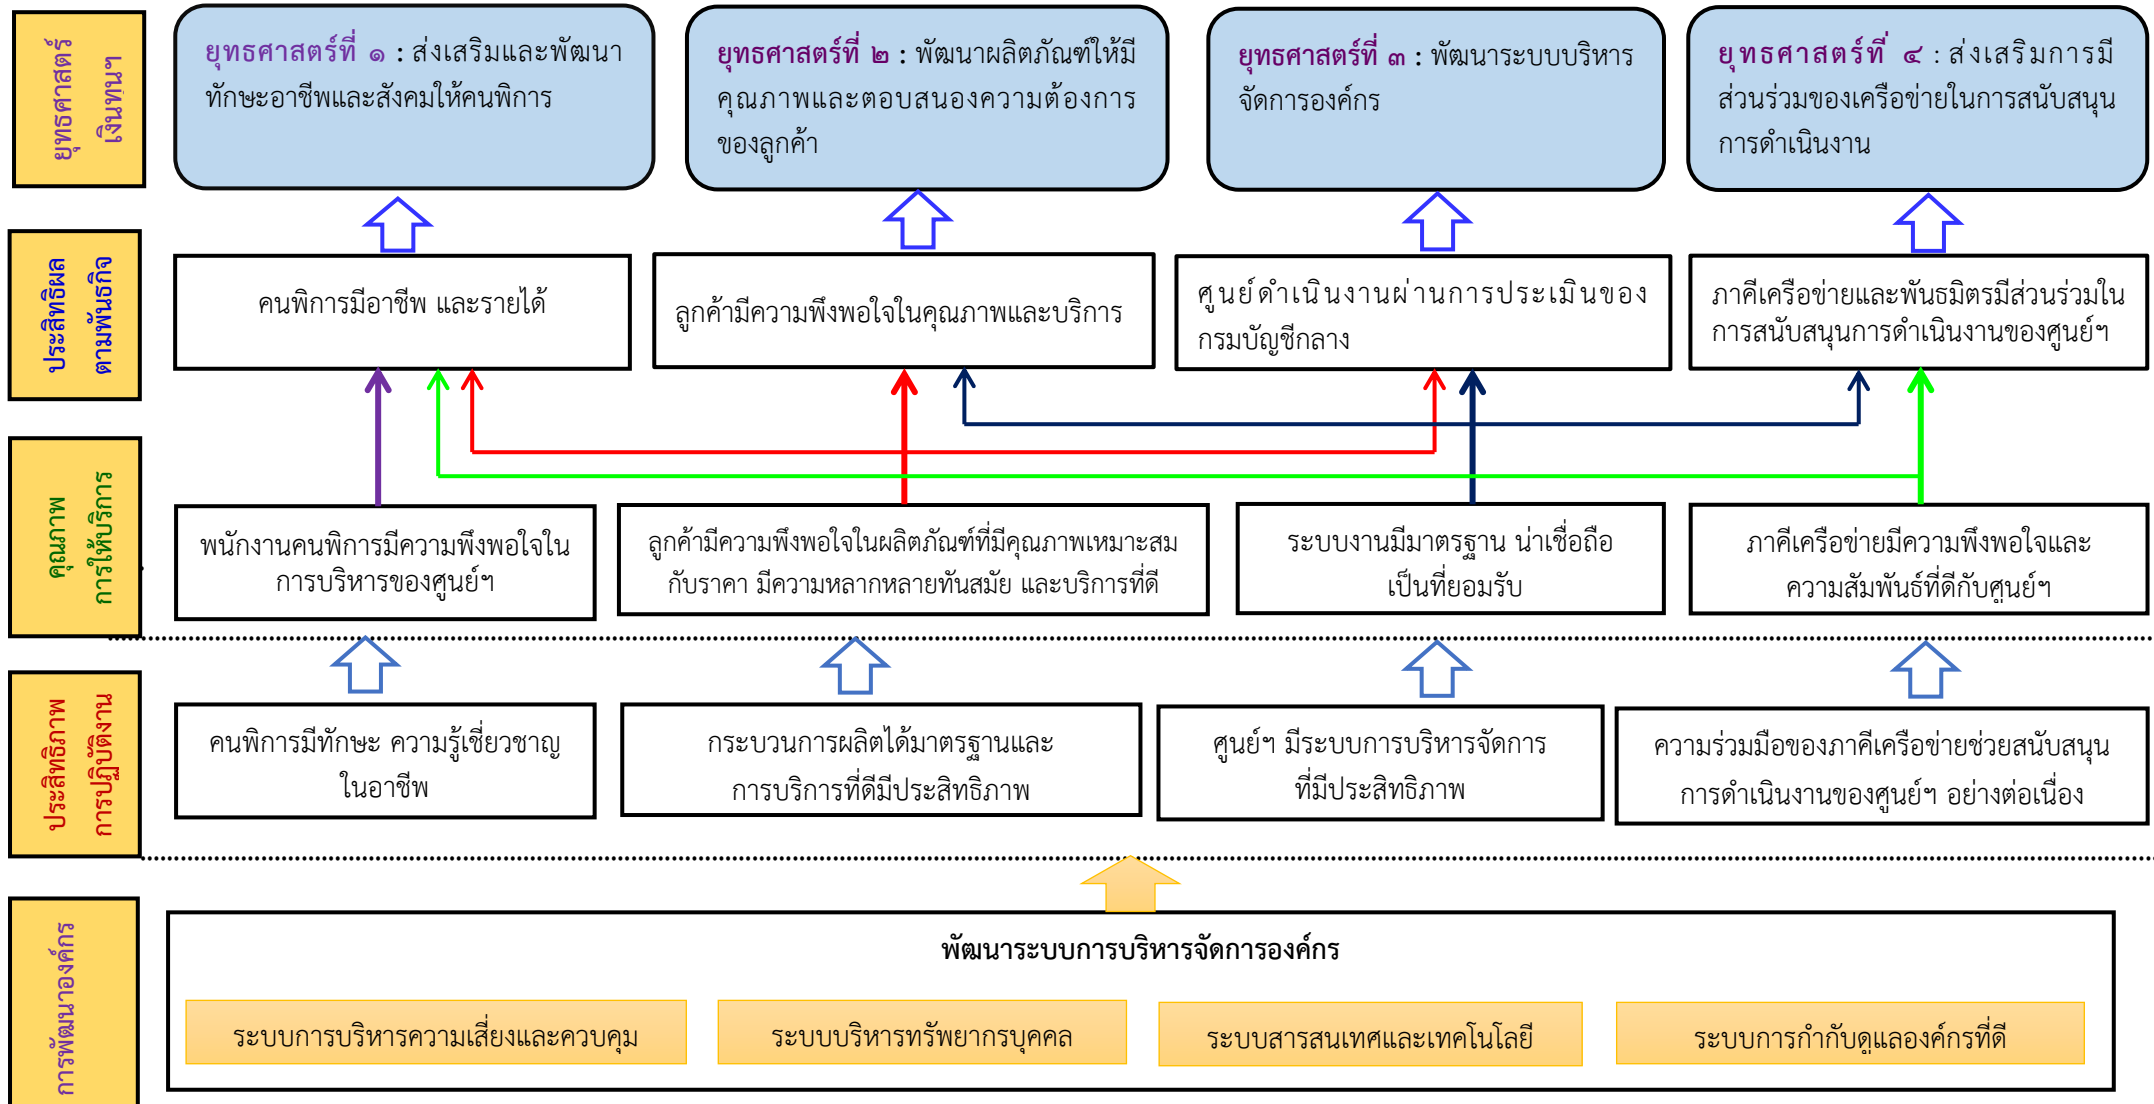 ยุทธศาสตร์
เงินทุนฯ
ยุทธศาสตร์ที่ ๑ : ส่งเสริมและพัฒนา
ทักษะอาชีพและสังคมให้คนพิการ
ยุทธศาสตร์ที่ ๒ : พัฒนาผลิตภัณฑ์ให้มี
คุณภาพและตอบสนองความต้องการ
ของลูกค้า
ยุทธศาสตร์ที่ ๓ : พัฒนาระบบบริหาร
จัดการองค์กร
ยุทธศาสตร์ที่ ๔ : ส่งเสริมการมี
ส่วนร่วมของเครือข่ายในการสนับสนุน
การดำเนินงาน
ประสิทธิผล
ตามพันธกิจ
คนพิการมีอาชีพ และรายได้
ลูกค้ามีความพึงพอใจในคุณภาพและบริการ
ศูนย์ดำเนินงานผ่านการประเมินของ
กรมบัญชีกลาง
ภาคีเครือข่ายและพันธมิตรมีส่วนร่วมใน
การสนับสนุนการดำเนินงานของศูนย์ฯ
คุณภาพ
การให้บริการ
พนักงานคนพิการมีความพึงพอใจใน
การบริหารของศูนย์ฯ
ลูกค้ามีความพึงพอใจในผลิตภัณฑ์ที่มีคุณภาพเหมาะสม
กับราคา มีความหลากหลายทันสมัย และบริการที่ดี
ระบบงานมีมาตรฐาน น่าเชื่อถือ
เป็นที่ยอมรับ
ภาคีเครือข่ายมีความพึงพอใจและ
ความสัมพันธ์ที่ดีกับศูนย์ฯ
ประสิทธิภาพ
การปฏิบัติงาน
คนพิการมีทักษะ ความรู้เชี่ยวชาญ
ในอาชีพ
กระบวนการผลิตได้มาตรฐานและ
การบริการที่ดีมีประสิทธิภาพ
ศูนย์ฯ มีระบบการบริหารจัดการ
ที่มีประสิทธิภาพ
ความร่วมมือของภาคีเครือข่ายช่วยสนับสนุน
การดำเนินงานของศูนย์ฯ อย่างต่อเนื่อง
การพัฒนาองค์กร
พัฒนาระบบการบริหารจัดการองค์กร
ระบบการบริหารความเสี่ยงและควบคุม
ระบบบริหารทรัพยากรบุคคล
ระบบสารสนเทศและเทคโนโลยี
ระบบการกำกับดูแลองค์กรที่ดี